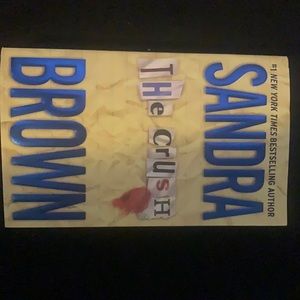 #1 NEW YORK TIMES BESTSELLING AUTHOR
SANDRA
THe CrUsH
BROWN